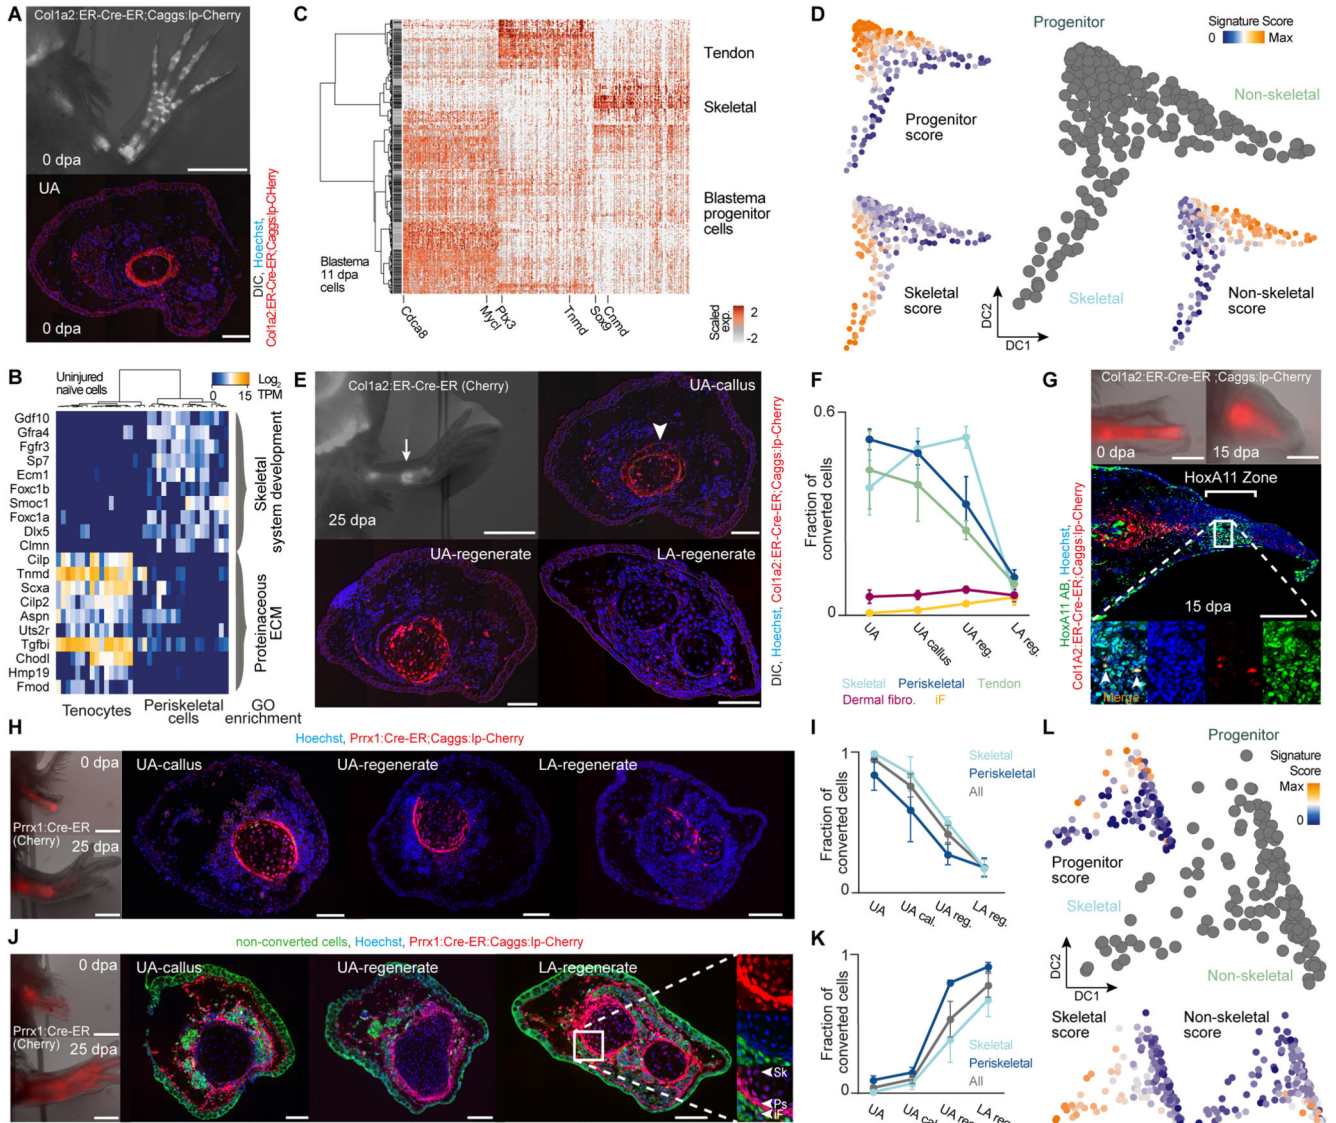 A
Col1a2:ER-Cre-ER;Caggs:lp-Cherry
0 dpa
UA
0 dpa
DIC, Hoechst,
Col1a2:ER-Cre-ER;Caggs:lp-CHerry
B
Uninjured
naïve cells
Log2
TPM
0 15
Gdf10
Gfra4
Fgfr3
Sp7
Ecm1
Foxc1b
Smoc1
Foxc1a
Dlx5
Clmn
Cilp
Tnmd
Scxa
Cilp2
Aspn
Uts2r
Tgfbi
Chodl
Hmp19
Fmod
Skeletal
system development
Proteinaceous
ECM
Tenocytes
Periskeletal
cells
GO
enrichment
C
Tendon
Skeletal
Blastema
progenitor
cells
Blastema
11 dpa
cells
Cdca8
Mycl
Ptx3
Tnmd
Sox9
Cnmd
Scaled
exp.
2
-2
D
Progenitor
Signature Score
0 Max
Non-skeletal
Progenitor
score
Skeletal
score
Skeletal
Non-skeletal
score
DC2
DC1
E
Col1a2:ER-Cre-ER (Cherry)
25 dpa
UA-callus
UA-regenerate
LA-regenerate
DIC, Hoechst, Col1a2:ER-Cre-ER;Caggs:lp-Cherry
F
Fraction of
converted cells
0.6
0
UA
UA callus
UA reg.
LA reg.
Skeletal Periskeletal Tendon
Dermal fibro. iF
G
Col1a2:ER-Cre-ER ;Caggs:lp-Cherry
0 dpa
15 dpa
HoxA11 Zone
15 dpa
HoxA11 AB, Hoechst,
Col1A2:ER-Cre-ER;Caggs:lp-Cherry
Merge
H
Hoechst, Prrx1:Cre-ER;Caggs:lp-Cherry
0 dpa
Prrx1:Cre-ER
(Cherry)
25 dpa
UA-callus
UA-regenerate
LA-regenerate
I
Fraction of
converted cells
1
0
Skeletal
Periskeletal
All
UA
UA cal.
UA reg.
LA reg.
J
non-converted cells, Hoechst, Prrx1:Cre-ER:Caggs:lp-Cherry
0 dpa
Prrx1:Cre-ER
(Cherry)
25 dpa
UA-callus
UA-regenerate
LA-regenerate
Sk
Ps
iF
K
Fraction of
converted cells
1
0
Skeletal
Periskeletal
All
UA
UA cal.
UA reg.
LA reg.
L
Progenitor
Signature
Score
Max
0
Progenitor
score
Skeletal
DC2
DC1
Non-skeletal
Skeletal
score
Non-skeletal
score